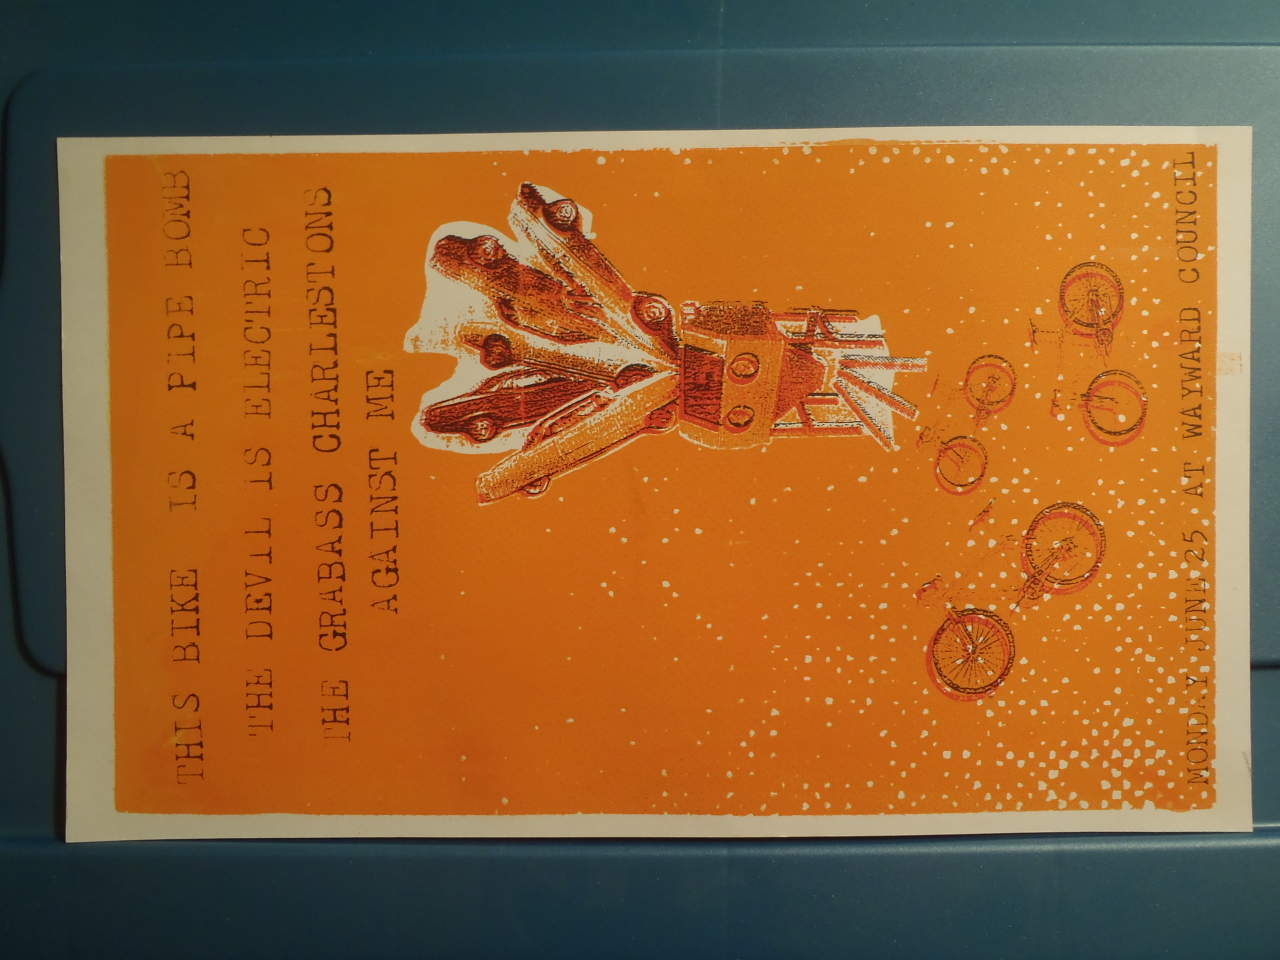 THIS BIKE IS A PIPE BOMB
THE DEVIL IS ELECTRIC
THE GRABASS CHARLESTONS
AGAINST ME
MONDAY JUNE 25 AT WAYWARD COUNCIL